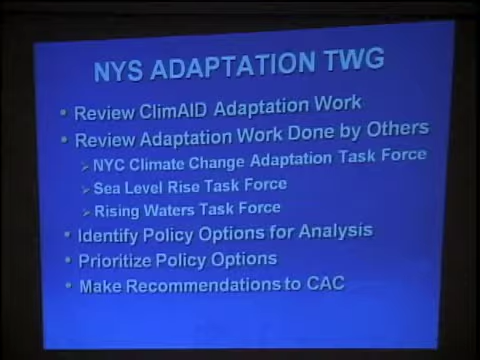 NYS ADAPTATION TWG
• Review ClimAID Adaptation Work
• Review Adaptation Work Done by Others
➢ NYC Climate Change Adaptation Task Force
➢ Sea Level Rise Task Force
➢ Rising Waters Task Force
• Identify Policy Options for Analysis
• Prioritize Policy Options
• Make Recommendations to CAC